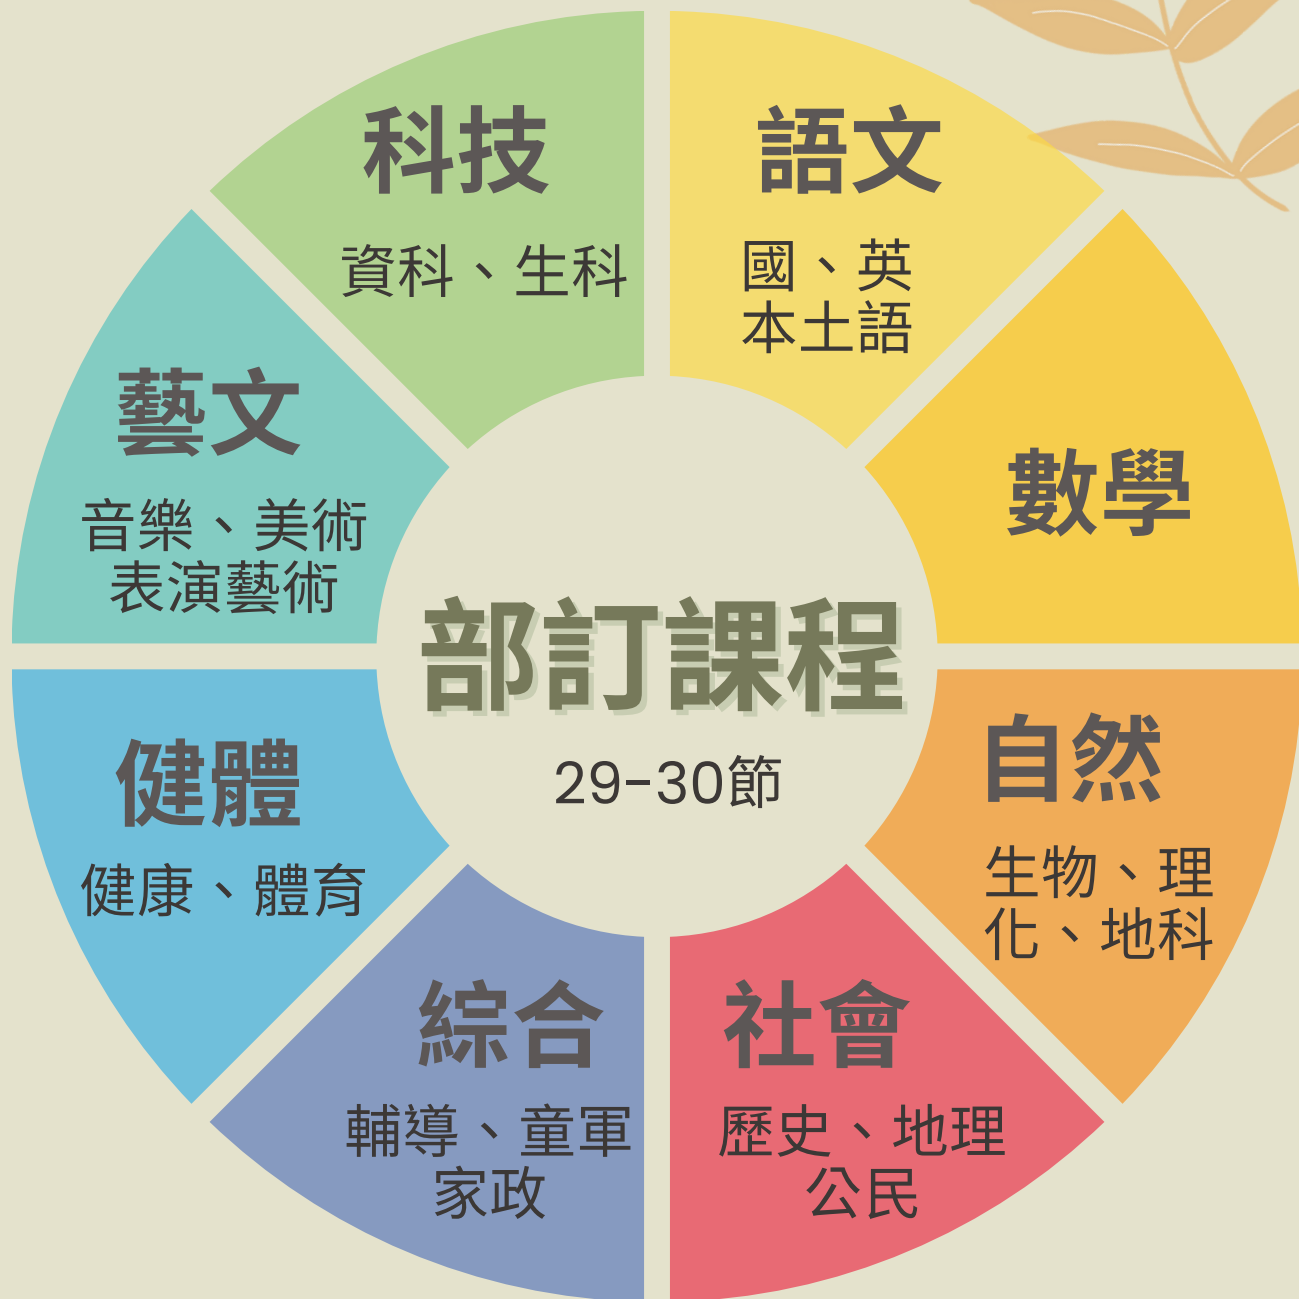 科技
資科、生科
語文
國、英
本土語
藝文
音樂、美術
表演藝術
數學
部訂課程
29-30節
健體
健康、體育
自然
生物、理
化、地科
綜合
輔導、童軍
家政
社會
歷史、地理
公民